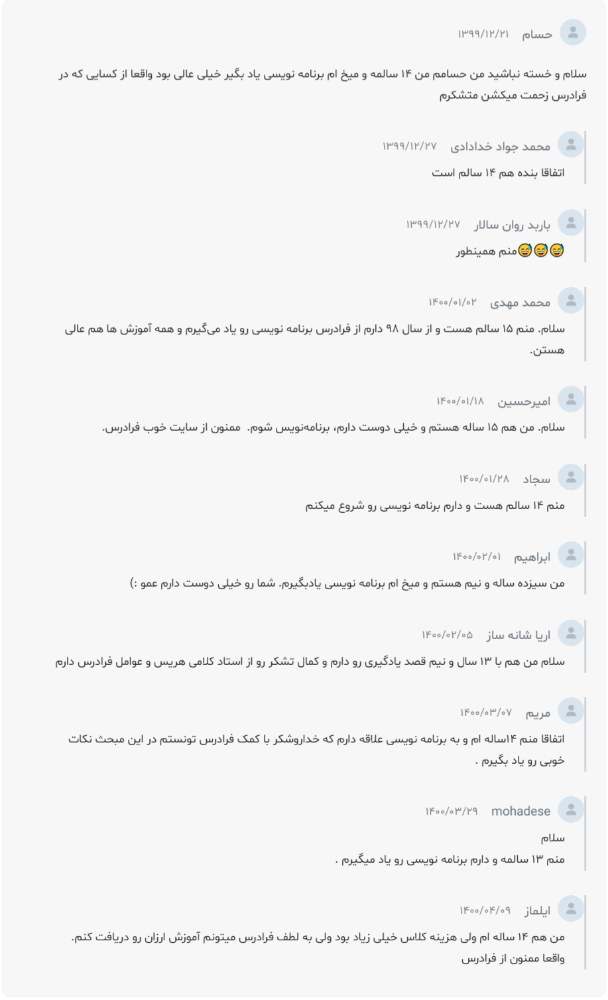 حسام ۱۳۹۹/۱۲/۲۱
سلام و خسته نباشید من حسامم من ۱۴ سالمه و میخ ام برنامه نویسی یاد بگیر خیلی عالی بود واقعا از کسایی که در
فرادرس زحمت میکشن متشکرم
محمد جواد خدادادی ۱۳۹۹/۱۲/۲۷
اتفاقا بنده هم ۱۴ سالم است
باربد روان سالار ۱۳۹۹/۱۲/۲۷
😅😅😅منم همینطور
محمد مهدی ۱۴۰۰/۰۱/۰۲
سلام. منم ۱۵ سالم هست و از سال ۹۸ دارم از فرادرس برنامه نویسی رو یاد می‌گیرم و همه آموزش ها هم عالی
هستن.
امیرحسین ۱۴۰۰/۰۱/۱۸
سلام. من هم ۱۵ ساله هستم و خیلی دوست دارم، برنامه‌نویس شوم. ممنون از سایت خوب فرادرس.
سجاد ۱۴۰۰/۰۱/۲۸
منم ۱۴ سالم هست و دارم برنامه نویسی رو شروع میکنم
ابراهیم ۱۴۰۰/۰۲/۰۱
من سیزده ساله و نیم هستم و میخ ام برنامه نویسی یادبگیرم. شما رو خیلی دوست دارم عمو :)
اریا شانه ساز ۱۴۰۰/۰۲/۰۵
سلام من هم با ۱۳ سال و نیم قصد یادگیری رو دارم و کمال تشکر رو از استاد کلامی هریس و عوامل فرادرس دارم
مریم ۱۴۰۰/۰۳/۰۷
اتفاقا منم ۱۴ساله ام و به برنامه نویسی علاقه دارم که خداروشکر با کمک فرادرس تونستم در این مبحث نکات
خوبی رو یاد بگیرم .
mohadese ۱۴۰۰/۰۳/۲۹
سلام
منم ۱۳ سالمه و دارم برنامه نویسی رو یاد میگیرم .
ایلماز ۱۴۰۰/۰۴/۰۹
من هم ۱۴ ساله ام ولی هزینه کلاس خیلی زیاد بود ولی به لطف فرادرس میتونم آموزش ارزان رو دریافت کنم.
واقعا ممنون از فرادرس